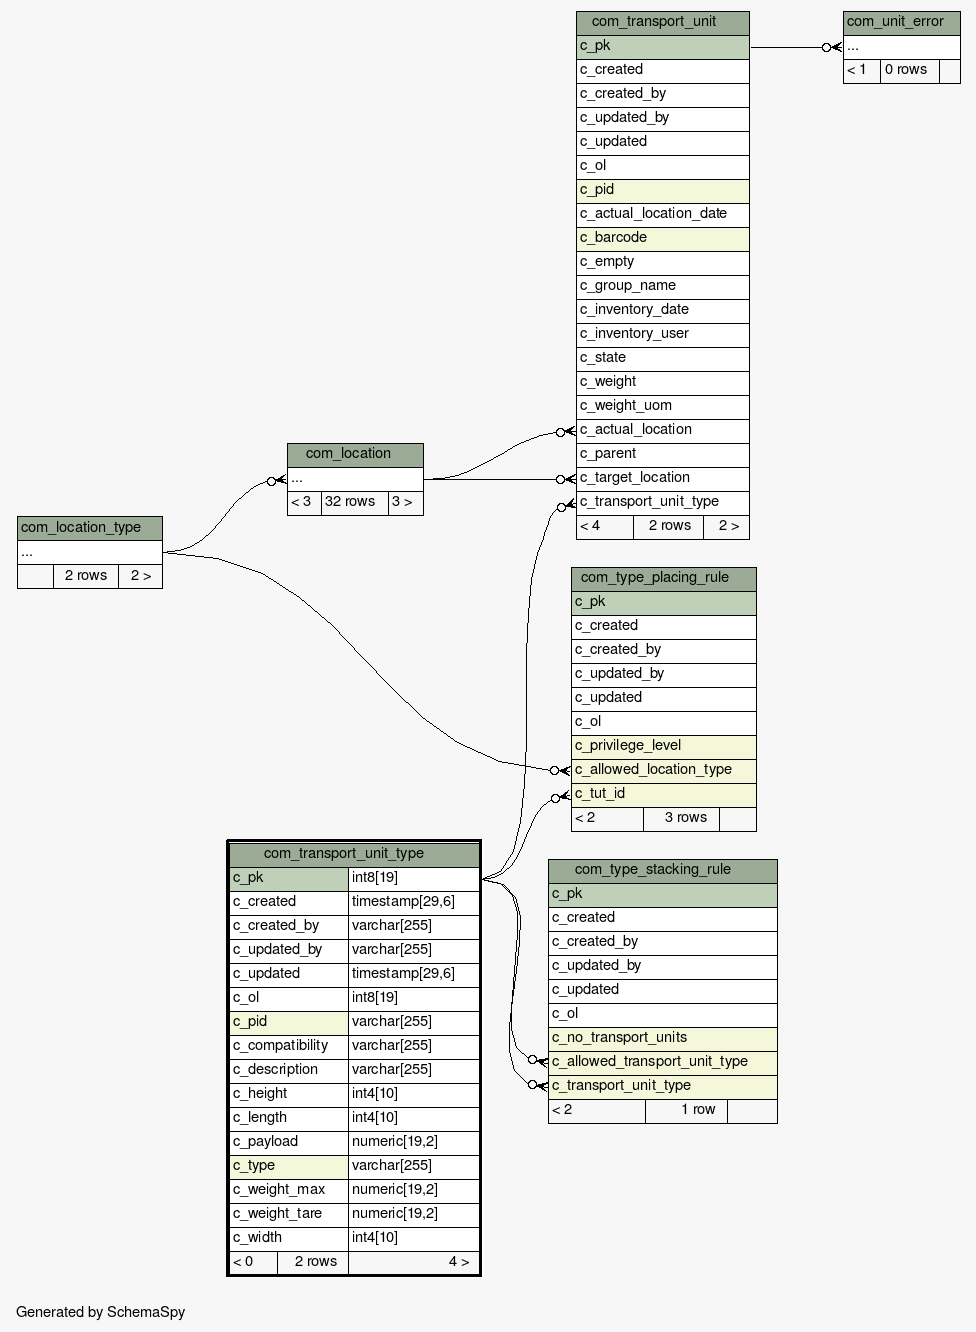 com_transport_unit
c_pk
c_created
c_created_by
c_updated_by
c_updated
c_ol
c_pid
c_actual_location_date
c_barcode
c_empty
c_group_name
c_inventory_date
c_inventory_user
c_state
c_weight
c_weight_uom
c_actual_location
c_parent
c_target_location
c_transport_unit_type
< 4 2 rows 2 >
com_unit_error
...
< 1 0 rows
com_location
...
< 3 32 rows 3 >
com_location_type
...
2 rows 2 >
com_type_placing_rule
c_pk
c_created
c_created_by
c_updated_by
c_updated
c_ol
c_privilege_level
c_allowed_location_type
c_tut_id
< 2 3 rows
com_transport_unit_type
c_pk int8[19]
c_created timestamp[29,6]
c_created_by varchar[255]
c_updated_by varchar[255]
c_updated timestamp[29,6]
c_ol int8[19]
c_pid varchar[255]
c_compatibility varchar[255]
c_description varchar[255]
c_height int4[10]
c_length int4[10]
c_payload numeric[19,2]
c_type varchar[255]
c_weight_max numeric[19,2]
c_weight_tare numeric[19,2]
c_width int4[10]
< 0 2 rows 4 >
com_type_stacking_rule
c_pk
c_created
c_created_by
c_updated_by
c_updated
c_ol
c_no_transport_units
c_allowed_transport_unit_type
c_transport_unit_type
< 2 1 row
Generated by SchemaSpy